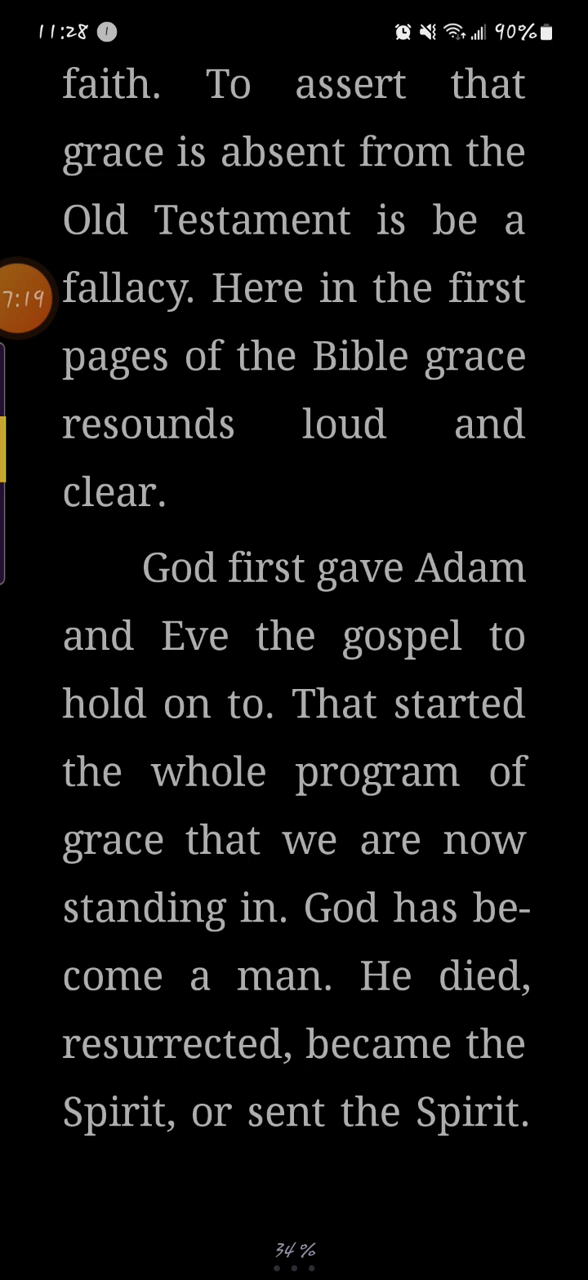 11:28 1 90%
faith. To assert that
grace is absent from the
Old Testament is be a
7:19
fallacy. Here in the first
pages of the Bible grace
resounds loud and
clear.
God first gave Adam
and Eve the gospel to
hold on to. That started
the whole program of
grace that we are now
standing in. God has be-
come a man. He died,
resurrected, became the
Spirit, or sent the Spirit.
34%